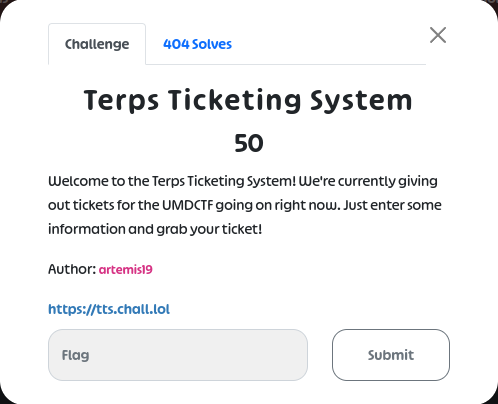 Challenge
404 Solves
Terps Ticketing System
50
Welcome to the Terps Ticketing System! We're currently giving
out tickets for the UMDCTF going on right now. Just enter some
information and grab your ticket!
Author: artemis19
https://tts.chall.lol
Flag
Submit